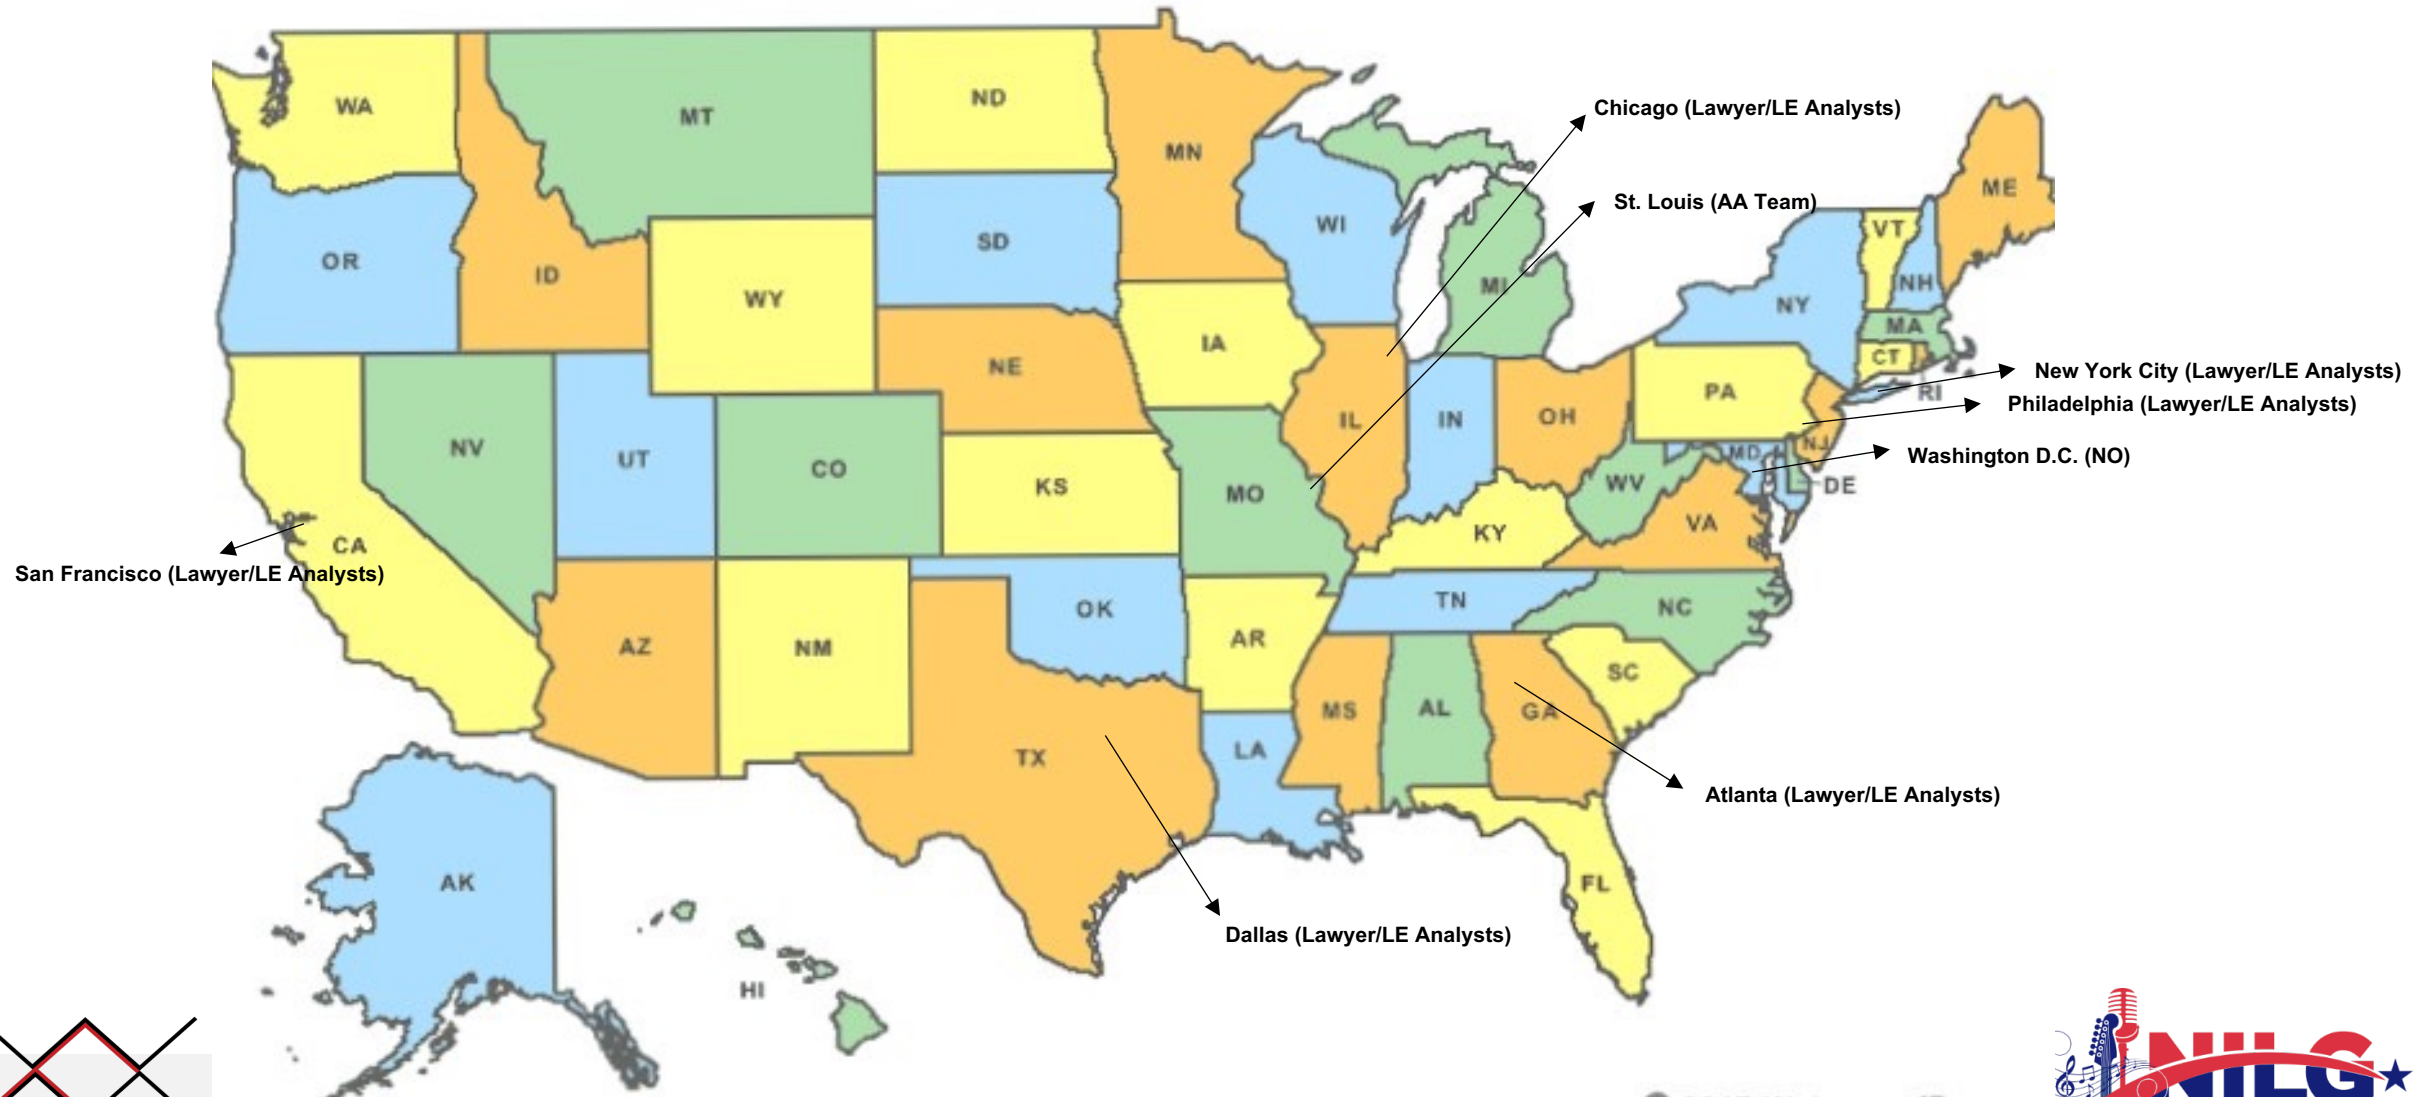 WA
MT
ND
MN
Chicago (Lawyer/LE Analysts)
ME
St. Louis (AA Team)
OR
ID
WY
SD
WI
MI
NY
VT
NH
MA
CT
RI
New York City (Lawyer/LE Analysts)
Philadelphia (Lawyer/LE Analysts)
Washington D.C. (NO)
IA
NE
NV
UT
CO
KS
MO
IL
IN
OH
PA
NJ
MD
DE
WV
VA
KY
CA
San Francisco (Lawyer/LE Analysts)
AZ
NM
OK
AR
TN
NC
SC
TX
LA
MS
AL
GA
Atlanta (Lawyer/LE Analysts)
FL
AK
HI
Dallas (Lawyer/LE Analysts)
NILG